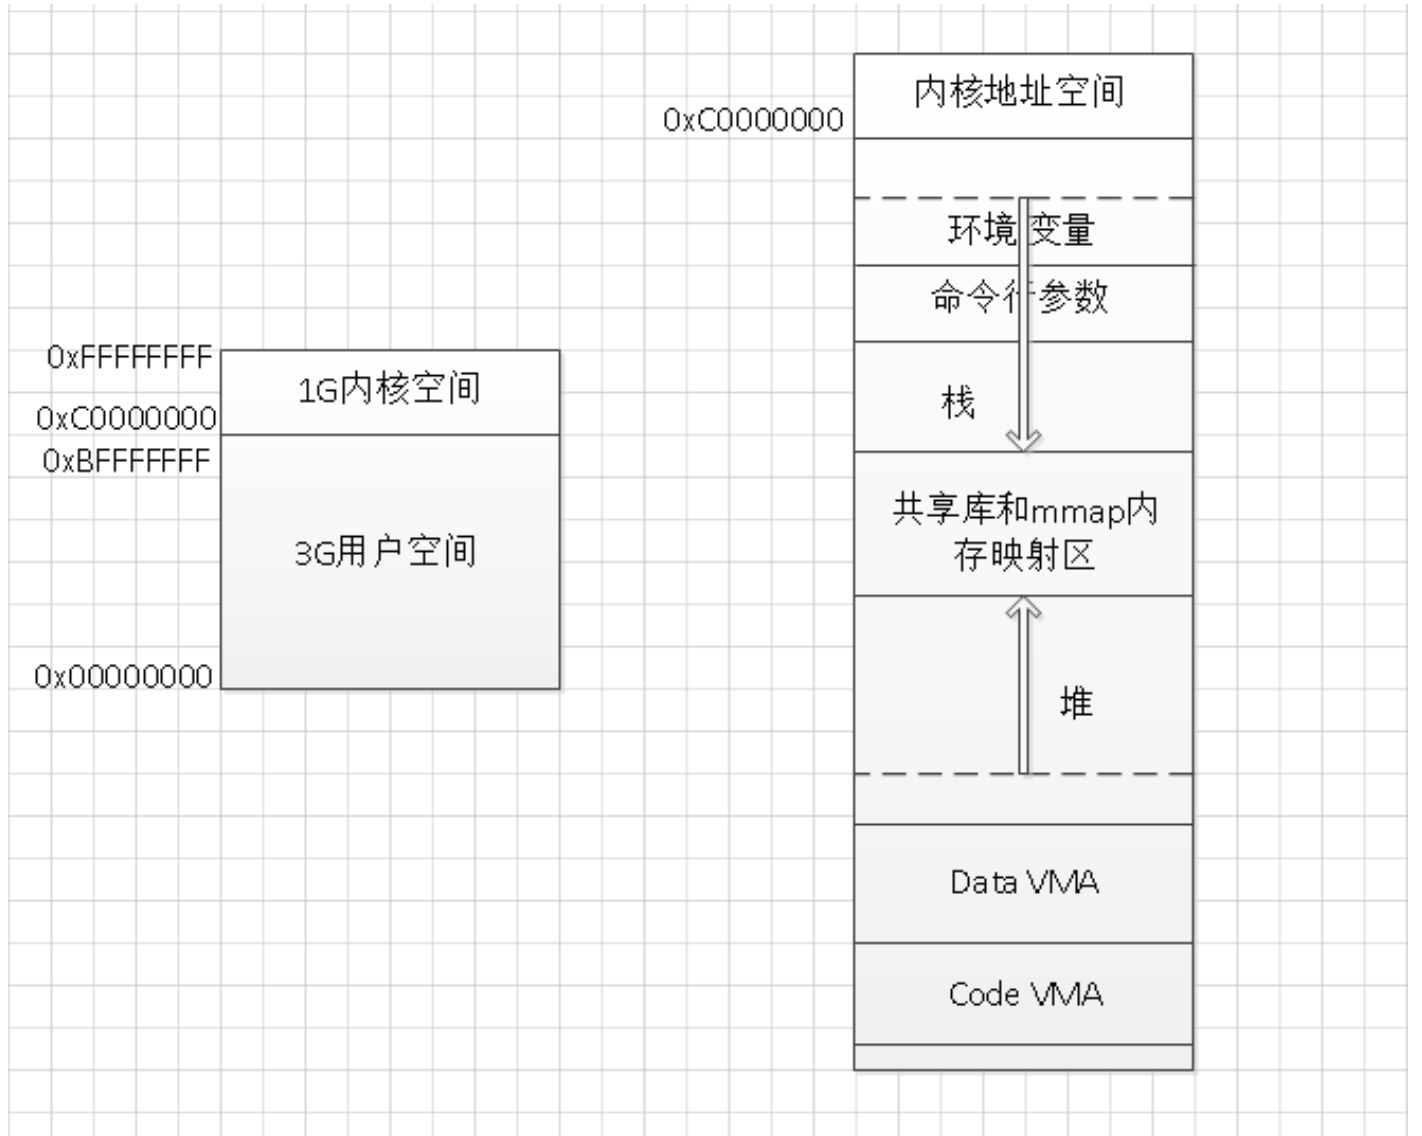 0xFFFFFFFF
1G内核空间
0xC0000000
0xBFFFFFFF
3G用户空间
0x00000000
内核地址空间
0xC0000000
环境变量
命令行参数
栈
共享库和mmap内
存映射区
堆
Data VMA
Code VMA